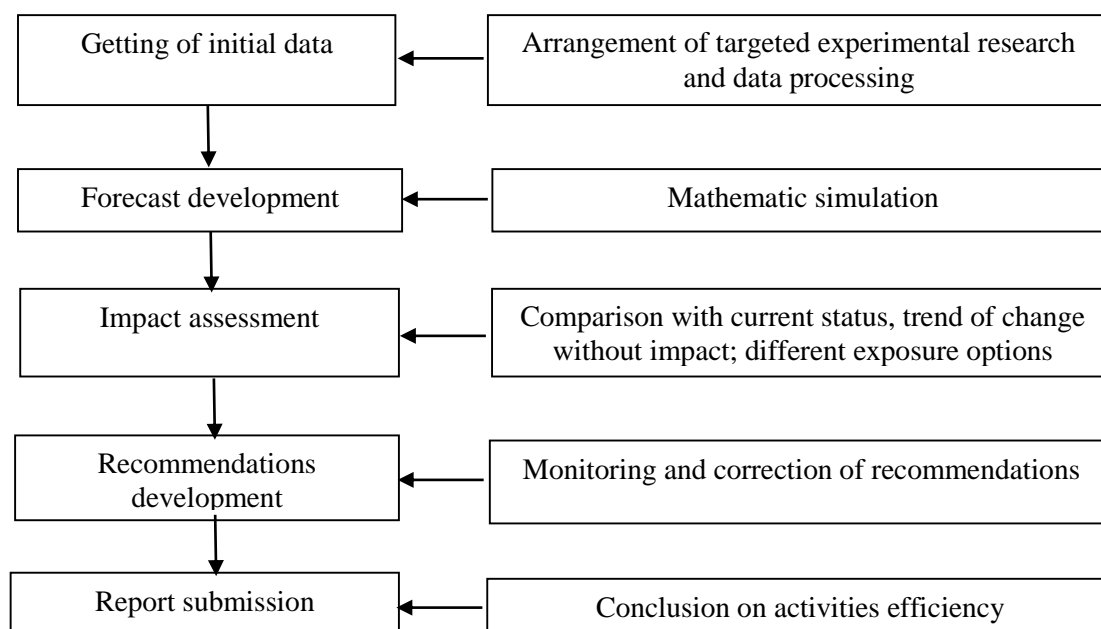 Getting of initial data
Arrangement of targeted experimental research
and data processing
Forecast development
Mathematic simulation
Impact assessment
Comparison with current status, trend of change
without impact; different exposure options
Recommendations
development
Monitoring and correction of recommendations
Report submission
Conclusion on activities efficiency